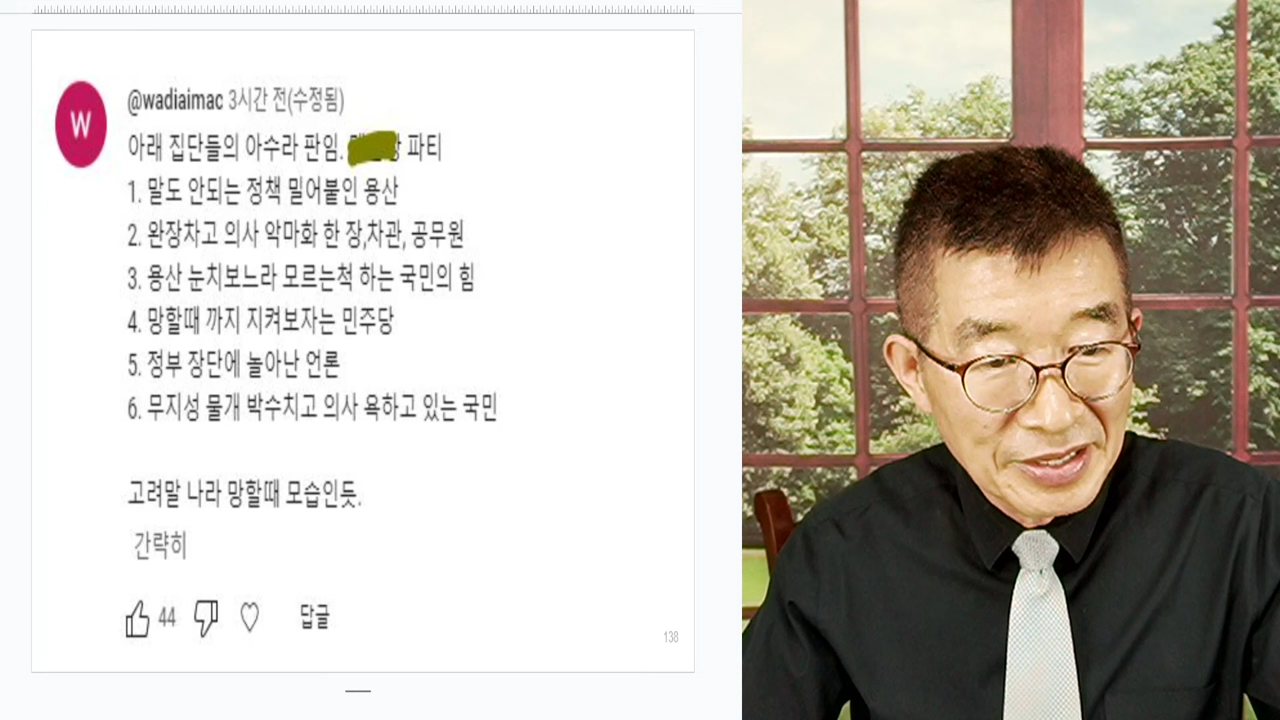 W
@wadiaimac 3시간 전(수정됨)
아래 집단들의 아수라 판임. 파티
1. 말도 안되는 정책 밀어붙인 용산
2. 완장차고 의사 악마화 한 장,차관, 공무원
3. 용산 눈치보느라 모르는척 하는 국민의 힘
4. 망할때 까지 지켜보자는 민주당
5. 정부 장단에 놀아난 언론
6. 무지성 물개 박수치고 의사 욕하고 있는 국민
고려말 나라 망할때 모습인듯.
간략히
44 답글
138